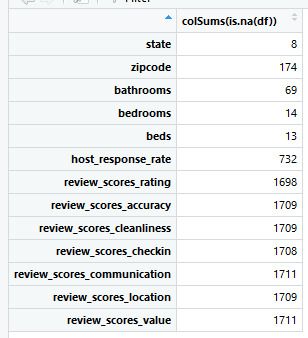 Filter
colSums(is.na(df))
state 8
zipcode 174
bathrooms 69
bedrooms 14
beds 13
host_response_rate 732
review_scores_rating 1698
review_scores_accuracy 1709
review_scores_cleanliness 1709
review_scores_checkin 1708
review_scores_communication 1711
review_scores_location 1709
review_scores_value 1711